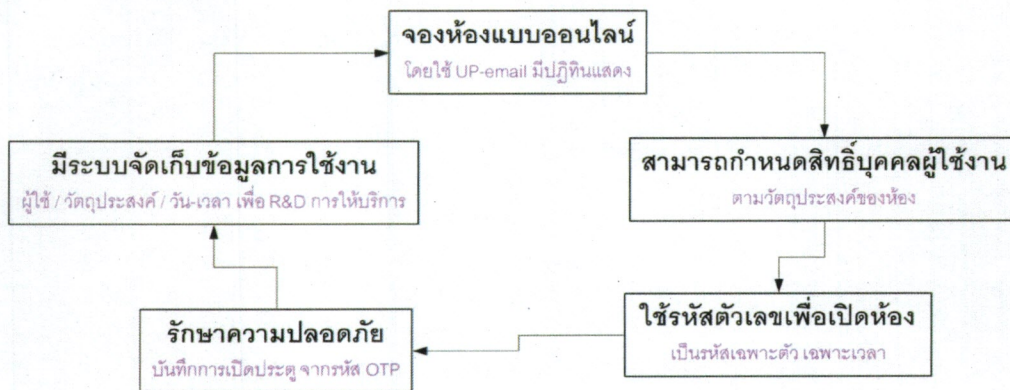 จองห้องแบบออนไลน์
โดยใช้ UP-email มีปฏิทินแสดง
สามารถกำหนดสิทธิ์บุคคลผู้ใช้งาน
ตามวัตถุประสงค์ของห้อง
ใช้รหัสตัวเลขเพื่อเปิดห้อง
เป็นรหัสเฉพาะตัว เฉพาะเวลา
รักษาความปลอดภัย
บันทึกการเปิดประตู จากรหัส OTP
มีระบบจัดเก็บข้อมูลการใช้งาน
ผู้ใช้ / วัตถุประสงค์ / วัน-เวลา เพื่อ R&D การให้บริการ